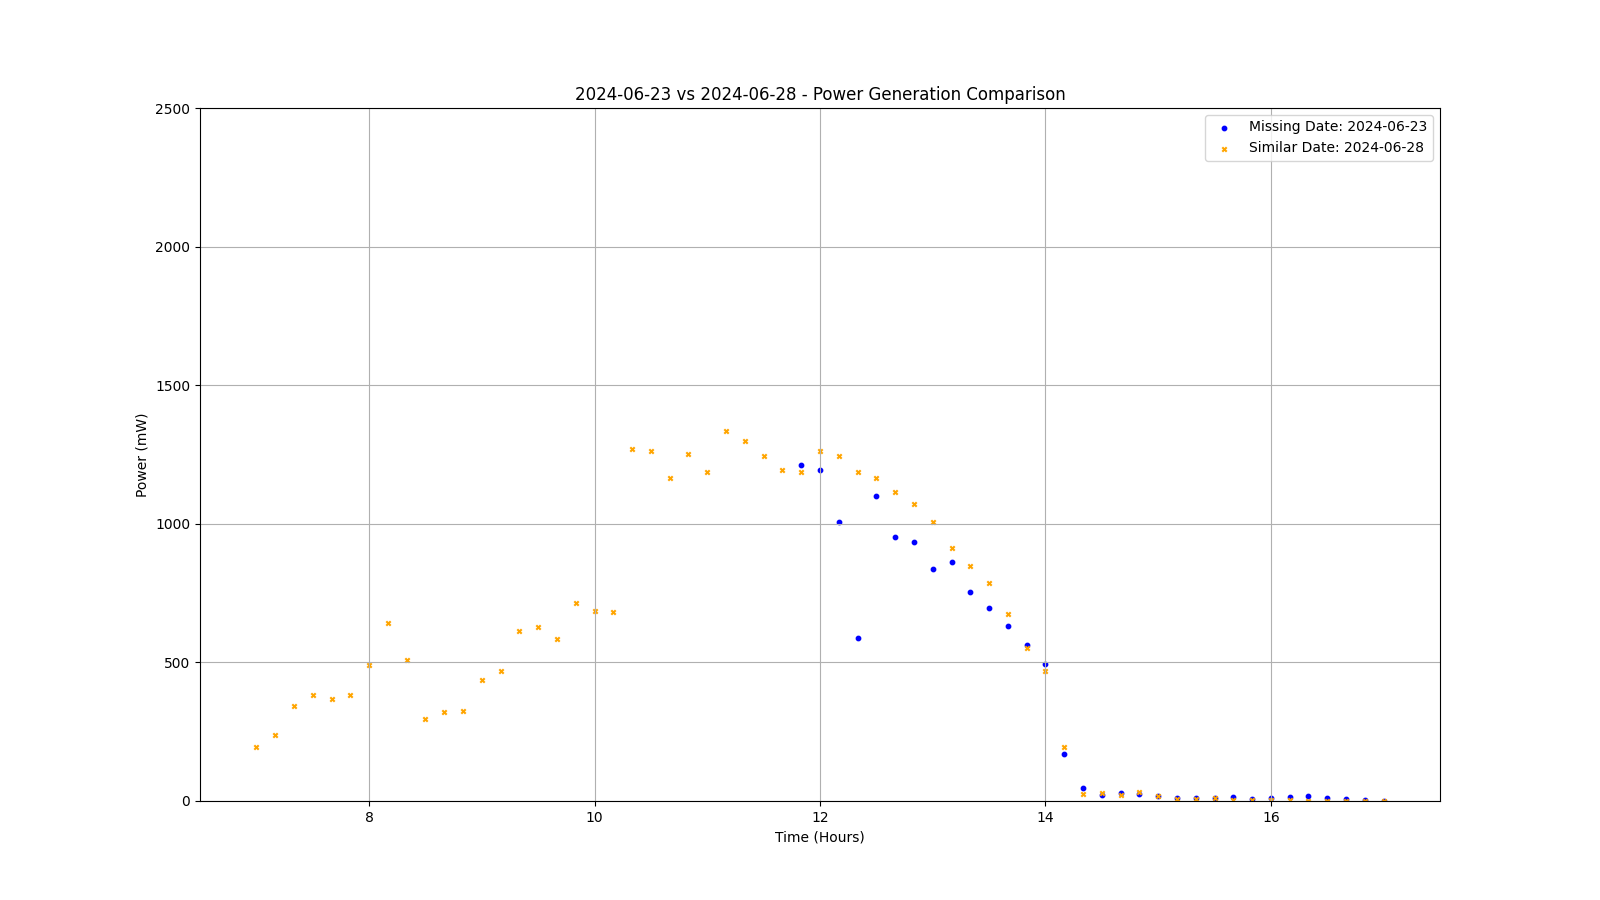 2024-06-23 vs 2024-06-28 - Power Generation Comparison
Missing Date: 2024-06-23
Similar Date: 2024-06-28
2500
2000
1500
1000
500
0
Power (mW)
8 10 12 14 16
Time (Hours)